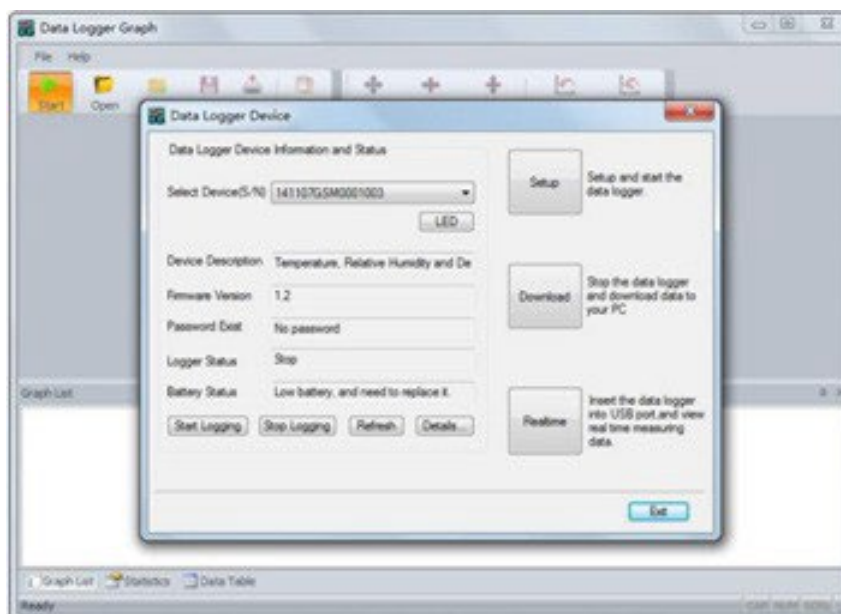 Data Logger Graph
File Help
Start Open
Data Logger Device
Data Logger Device Information and Status
Select Device(S/N) 141107GSM0001003
LED
Device Description Temperature, Relative Humidity and De
Firmware Version 1.2
Password Exist No password
Logger Status Stop
Battery Status Low battery, and need to replace it.
Start Logging Stop Logging Refresh Details...
Setup
Setup and start the
data logger
Download
Stop the data logger
and download data to
your PC
Realtime
Insert the data logger
into USB port,and view
real time measuring
data.
Exit
Graph List
Graph List Statistics Data Table
Ready
CAP NUM